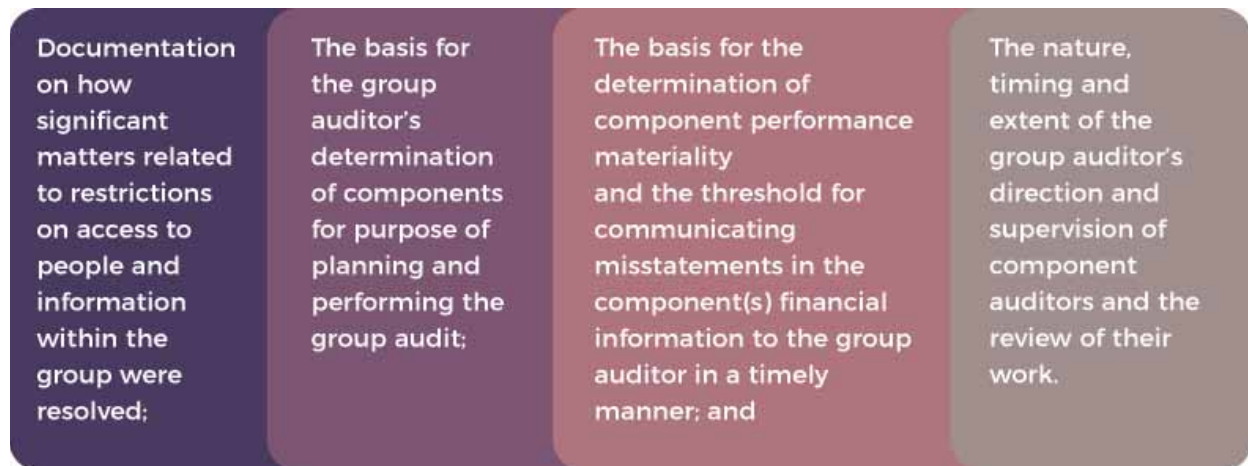 Documentation
on how
significant
matters related
to restrictions
on access to
people and
information
within the
group were
resolved;
The basis for
the group
auditor's
determination
of components
for purpose of
planning and
performing the
group audit;
The basis for the
determination of
component performance
materiality
and the threshold for
communicating
misstatements in the
component(s) financial
information to the group
auditor in a timely
manner; and
The nature,
timing and
extent of the
group auditor's
direction and
supervision of
component
auditors and the
review of their
work.